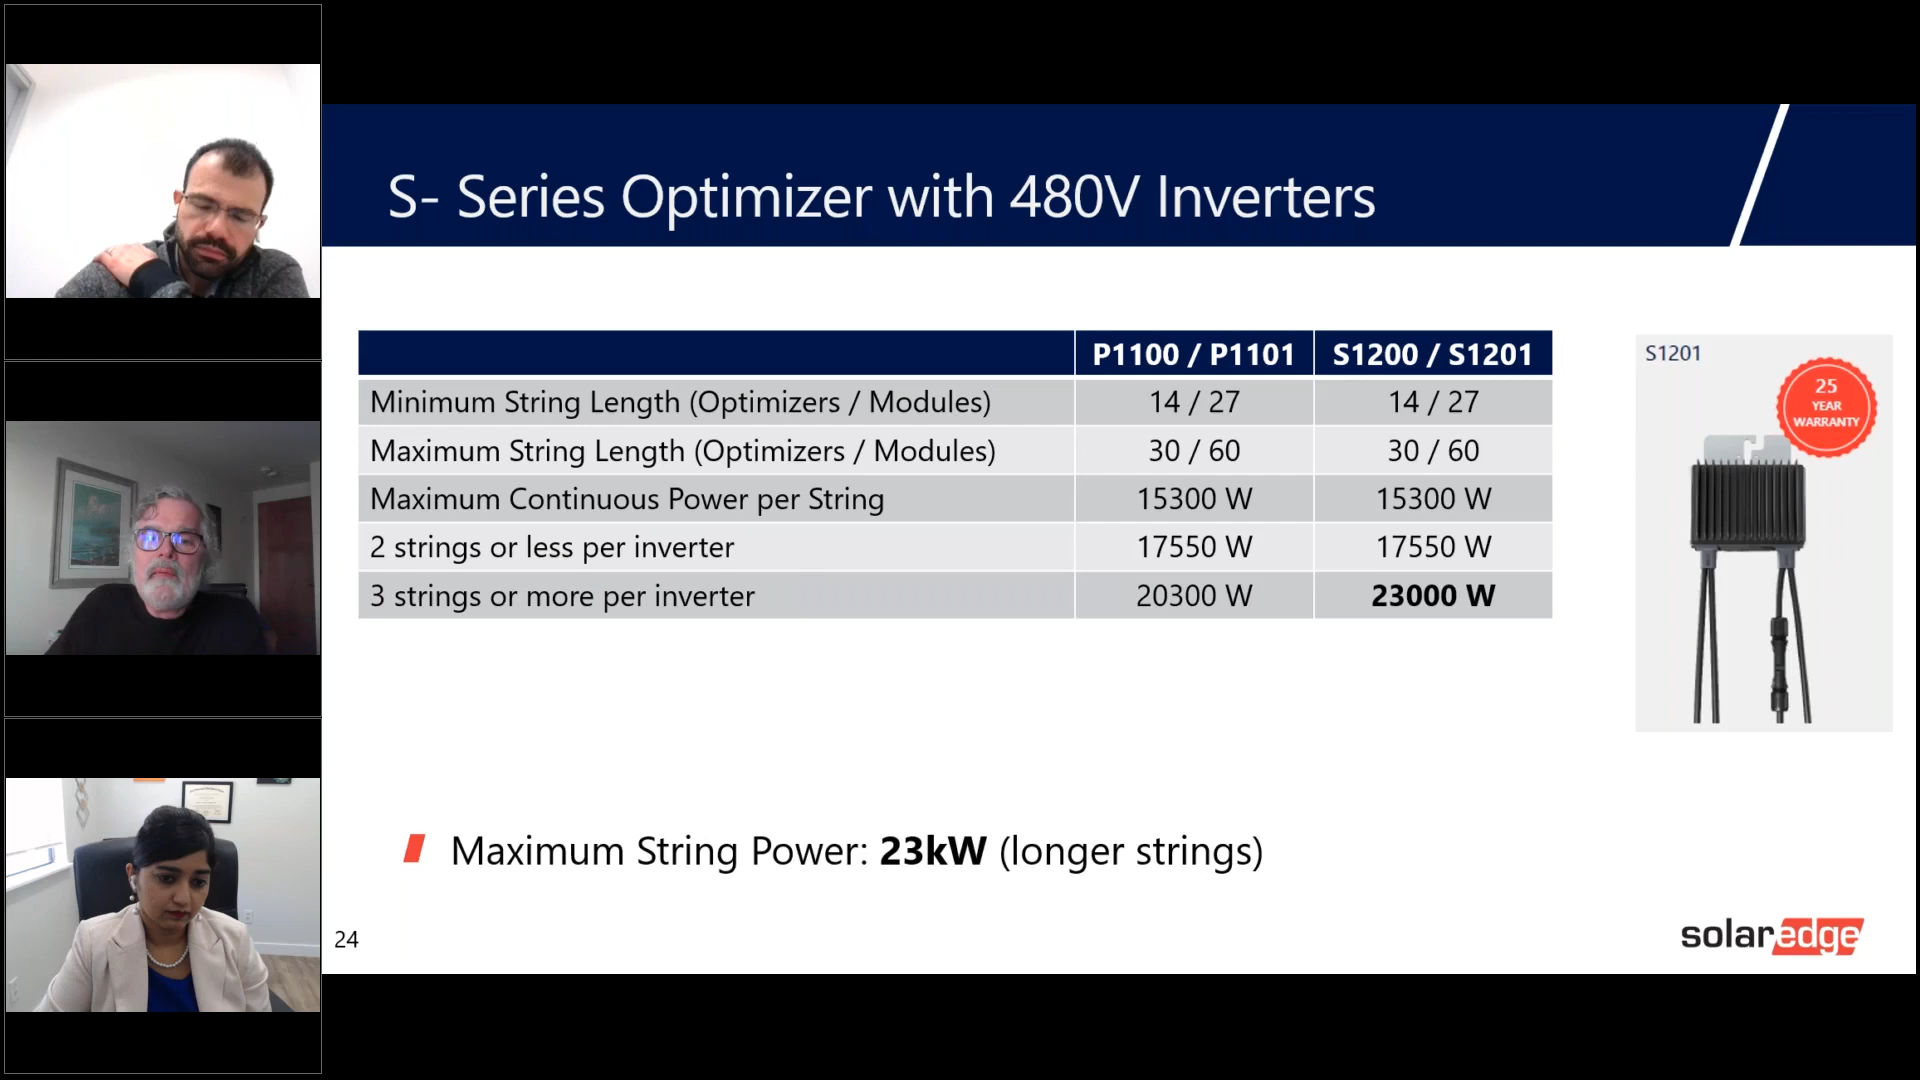 S- Series Optimizer with 480V Inverters
P1100 / P1101 S1200 / S1201
Minimum String Length (Optimizers / Modules) 14 / 27 14 / 27
Maximum String Length (Optimizers / Modules) 30 / 60 30 / 60
Maximum Continuous Power per String 15300 W 15300 W
2 strings or less per inverter 17550 W 17550 W
3 strings or more per inverter 20300 W 23000 W
S1201
25
YEAR
WARRANTY
Maximum String Power: 23kW (longer strings)
24
solaredge